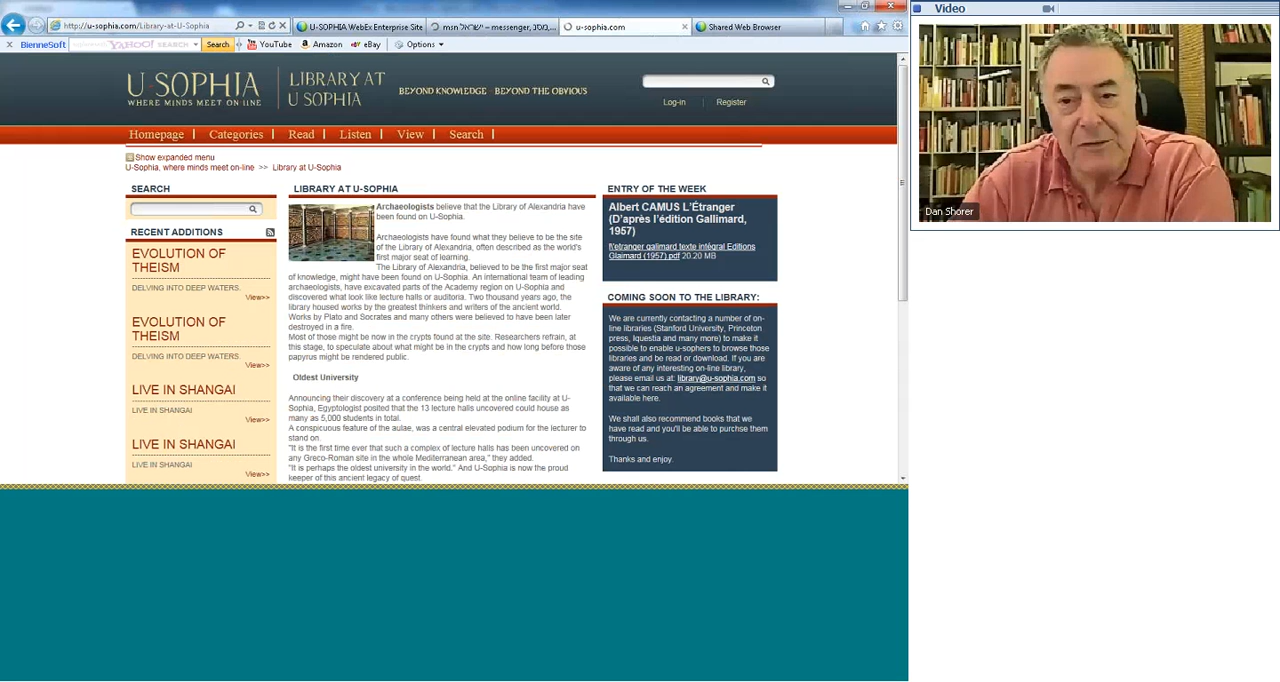 http://u-sophia.com/Library-at-U-Sophia
U-SOPHIA WebEx Enterprise Site
msn ישראל – messenger, מסנ,...
u-sophia.com
Shared Web Browser
BienneSoft
YAHOO! SEARCH
Search
YouTube
Amazon
eBay
Options
U-SOPHIA
WHERE MINDS MEET ON-LINE
LIBRARY AT
U SOPHIA
BEYOND KNOWLEDGE - BEYOND THE OBVIOUS
Log-in
Register
Homepage
Categories
Read
Listen
View
Search
Show expanded menu
U-Sophia, where minds meet on-line >> Library at U-Sophia
SEARCH
RECENT ADDITIONS
EVOLUTION OF
THEISM
DELVING INTO DEEP WATERS.
View>>
EVOLUTION OF
THEISM
DELVING INTO DEEP WATERS.
View>>
LIVE IN SHANGAI
LIVE IN SHANGAI
View>>
LIVE IN SHANGAI
LIVE IN SHANGAI
View>>
LIBRARY AT U-SOPHIA
Archaeologists believe that the Library of Alexandria have
been found on U-Sophia.
Archaeologists have found what they believe to be the site
of the Library of Alexandria, often described as the world's
first major seat of learning.
The Library of Alexandria, believed to be the first major seat
of knowledge, might have been found on U-Sophia. An international team of leading
archaeologists, have excavated parts of the Academy region on U-Sophia and
discovered what look like lecture halls or auditoria. Two thousand years ago, the
library housed works by the greatest thinkers and writers of the ancient world.
Works by Plato and Socrates and many others were believed to have been later
destroyed in a fire.
Most of those might be now in the crypts found at the site. Researchers refrain, at
this stage, to speculate about what might be in the crypts and how long before those
papyrus might be rendered public.
Oldest University
Announcing their discovery at a conference being held at the online facility at U-
Sophia, Egyptologist posited that the 13 lecture halls uncovered could house as
many as 5,000 students in total.
A conspicuous feature of the aulae, was a central elevated podium for the lecturer to
stand on.
"It is the first time ever that such a complex of lecture halls has been uncovered on
any Greco-Roman site in the whole Mediterranean area," they added.
"It is perhaps the oldest university in the world." And U-Sophia is now the proud
keeper of this ancient legacy of quest.
ENTRY OF THE WEEK
Albert CAMUS L'Étranger
(D'après l'édition Gallimard,
1957)
l\'etranger galimard texte intégral Editions
Glaimard (1957).pdf 20.20 MB
COMING SOON TO THE LIBRARY:
We are currently contacting a number of on-
line libraries (Stanford University, Princeton
press, Iquestia and many more) to make it
possible to enable u-sophers to browse those
libraries and be read or download. If you are
aware of any interesting on-line library,
please email us at: library@u-sophia.com so
that we can reach an agreement and make it
available here.
We shall also recommend books that we
have read and you'll be able to purchse them
through us.
Thanks and enjoy.
Video
Dan Shorer